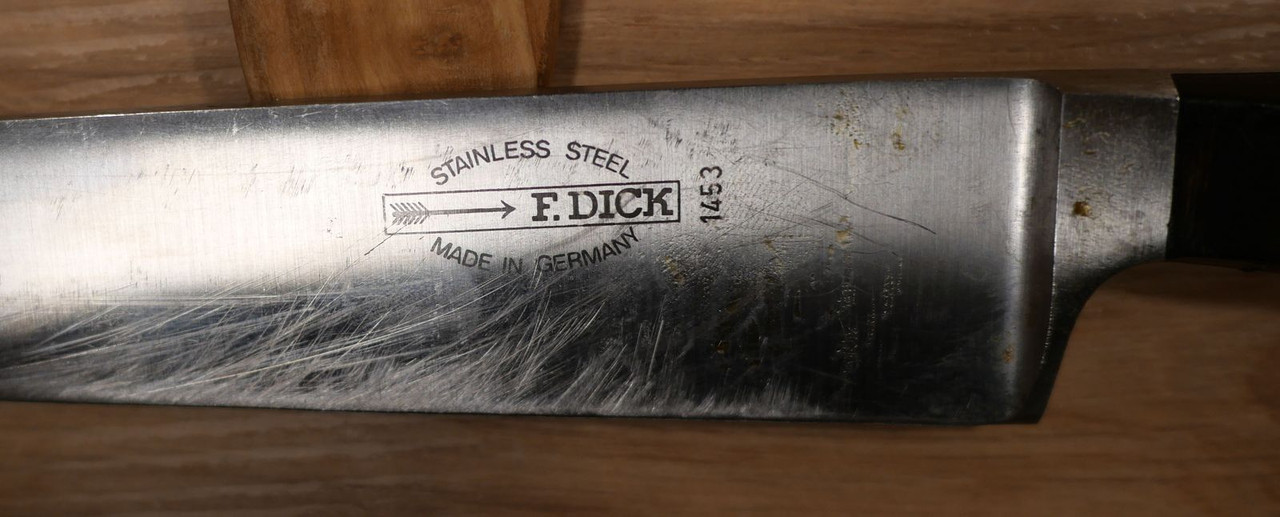 STAINLESS STEEL
F. DICK
MADE IN GERMANY
1453